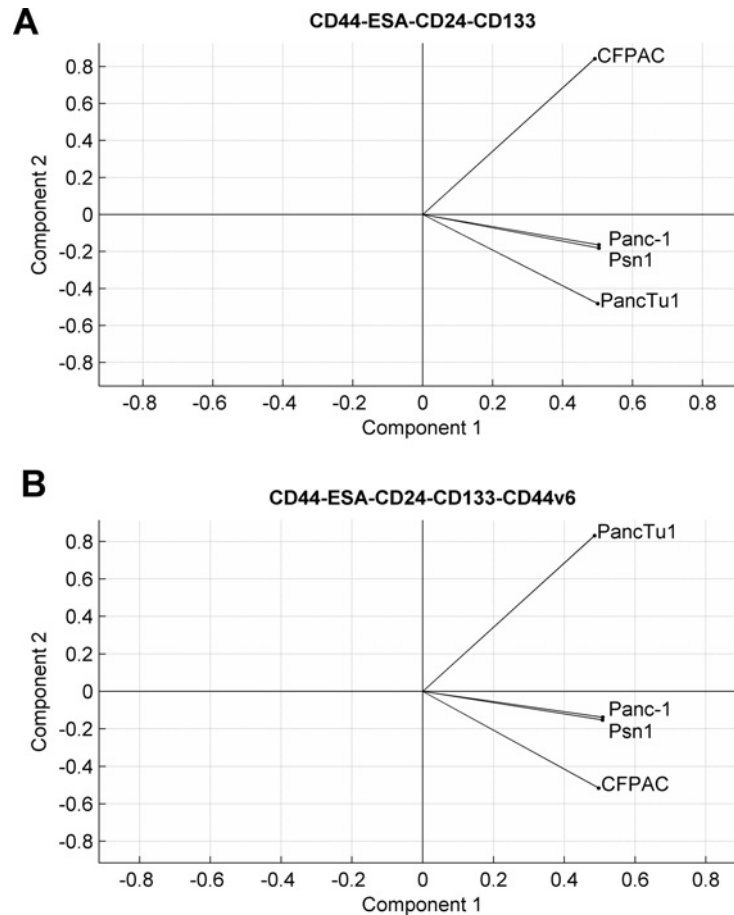 A
CD44-ESA-CD24-CD133
CFPAC
0.8
0.6
0.4
0.2
0
-0.2
-0.4
-0.6
-0.8
Component 2
Panc-1
Psn1
PancTu1
-0.8 -0.6 -0.4 -0.2 0 0.2 0.4 0.6 0.8
Component 1
B
CD44-ESA-CD24-CD133-CD44v6
PancTu1
0.8
0.6
0.4
0.2
0
-0.2
-0.4
-0.6
-0.8
Component 2
Panc-1
Psn1
CFPAC
-0.8 -0.6 -0.4 -0.2 0 0.2 0.4 0.6 0.8
Component 1